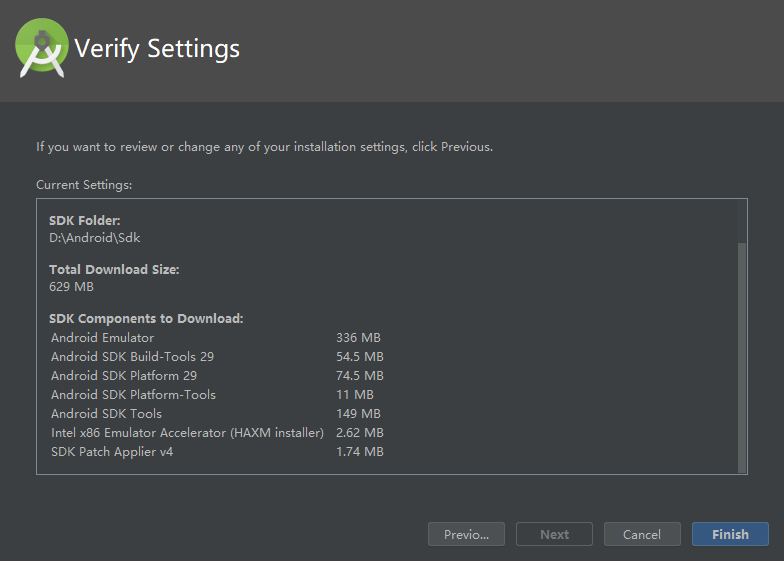 Verify Settings
If you want to review or change any of your installation settings, click Previous.
Current Settings:
SDK Folder:
D:\Android\Sdk
Total Download Size:
629 MB
SDK Components to Download:
Android Emulator 336 MB
Android SDK Build-Tools 29 54.5 MB
Android SDK Platform 29 74.5 MB
Android SDK Platform-Tools 11 MB
Android SDK Tools 149 MB
Intel x86 Emulator Accelerator (HAXM installer) 2.62 MB
SDK Patch Applier v4 1.74 MB
Previo... Next Cancel Finish